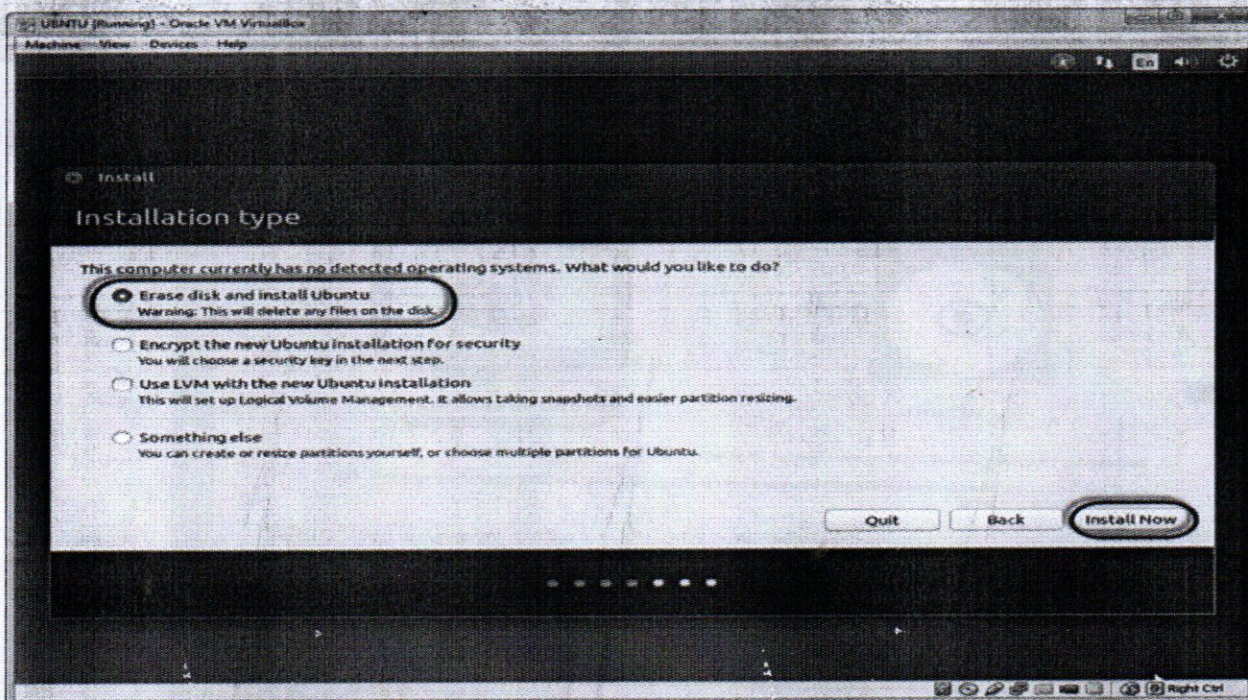 UBNTU [Running] - Oracle VM VirtualBox
Machine View Devices Help
En
Install
Installation type
This computer currently has no detected operating systems. What would you like to do?
Erase disk and install Ubuntu
Warning: This will delete any files on the disk.
Encrypt the new Ubuntu installation for security
You will choose a security key in the next step.
Use LVM with the new Ubuntu installation
This will set up Logical Volume Management. It allows taking snapshots and easier partition resizing.
Something else
You can create or resize partitions yourself, or choose multiple partitions for Ubuntu.
Quit Back Install Now
Right Ctrl